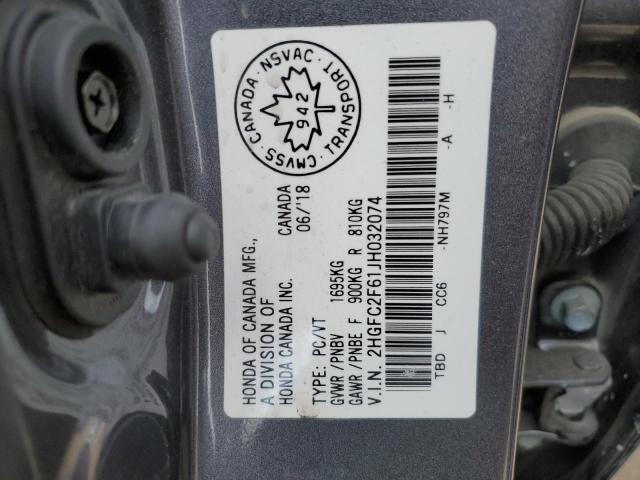 CMVSS CANADA · NSVAC · TRANSPORT
942
HONDA OF CANADA MFG.,
A DIVISION OF
HONDA CANADA INC.
CANADA
06/'18
TYPE: PC/VT
GVWR/PNBV 1695KG
GAWR/PNBE F 900KG R 810KG
V.I.N. 2HGFC2F61JH032074
TBD J CC6 -NH797M -A -H